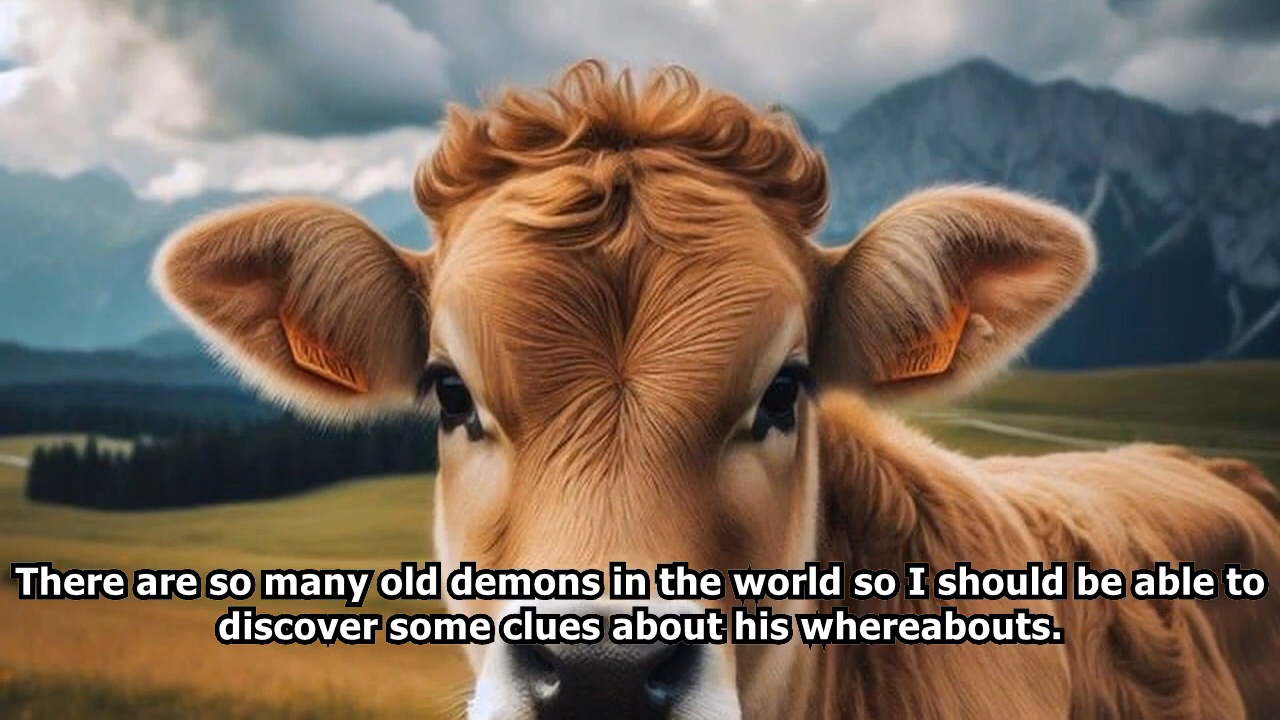 There are so many old demons in the world so I should be able to
discover some clues about his whereabouts.